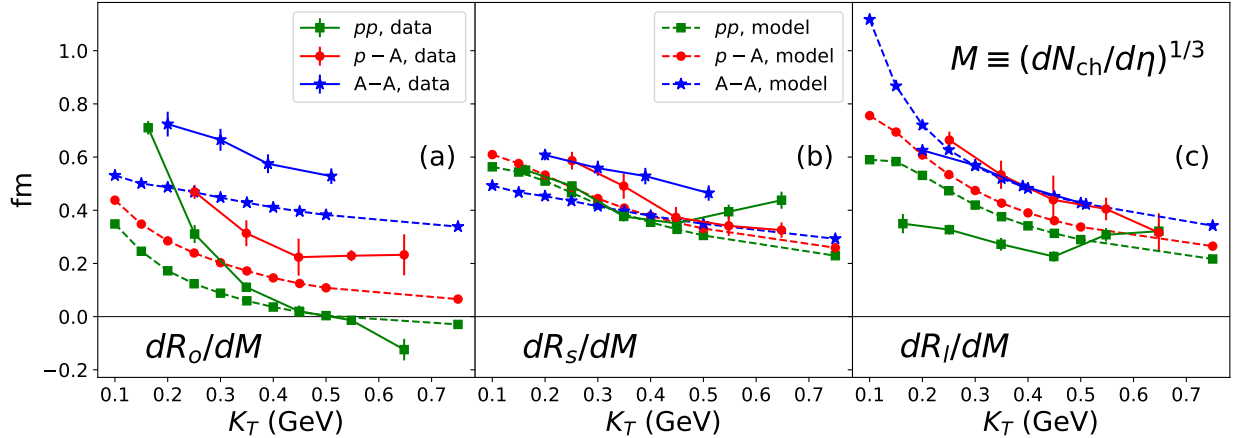 fm
1.0
0.8
0.6
0.4
0.2
0.0
−0.2
pp, data
p − A, data
A−A, data
(a)
dR_o/dM
0.1 0.2 0.3 0.4 0.5 0.6 0.7
K_T (GeV)
pp, model
p − A, model
A−A, model
(b)
dR_s/dM
0.1 0.2 0.3 0.4 0.5 0.6 0.7
K_T (GeV)
M ≡ (dN_ch/dη)^{1/3}
(c)
dR_l/dM
0.1 0.2 0.3 0.4 0.5 0.6 0.7
K_T (GeV)